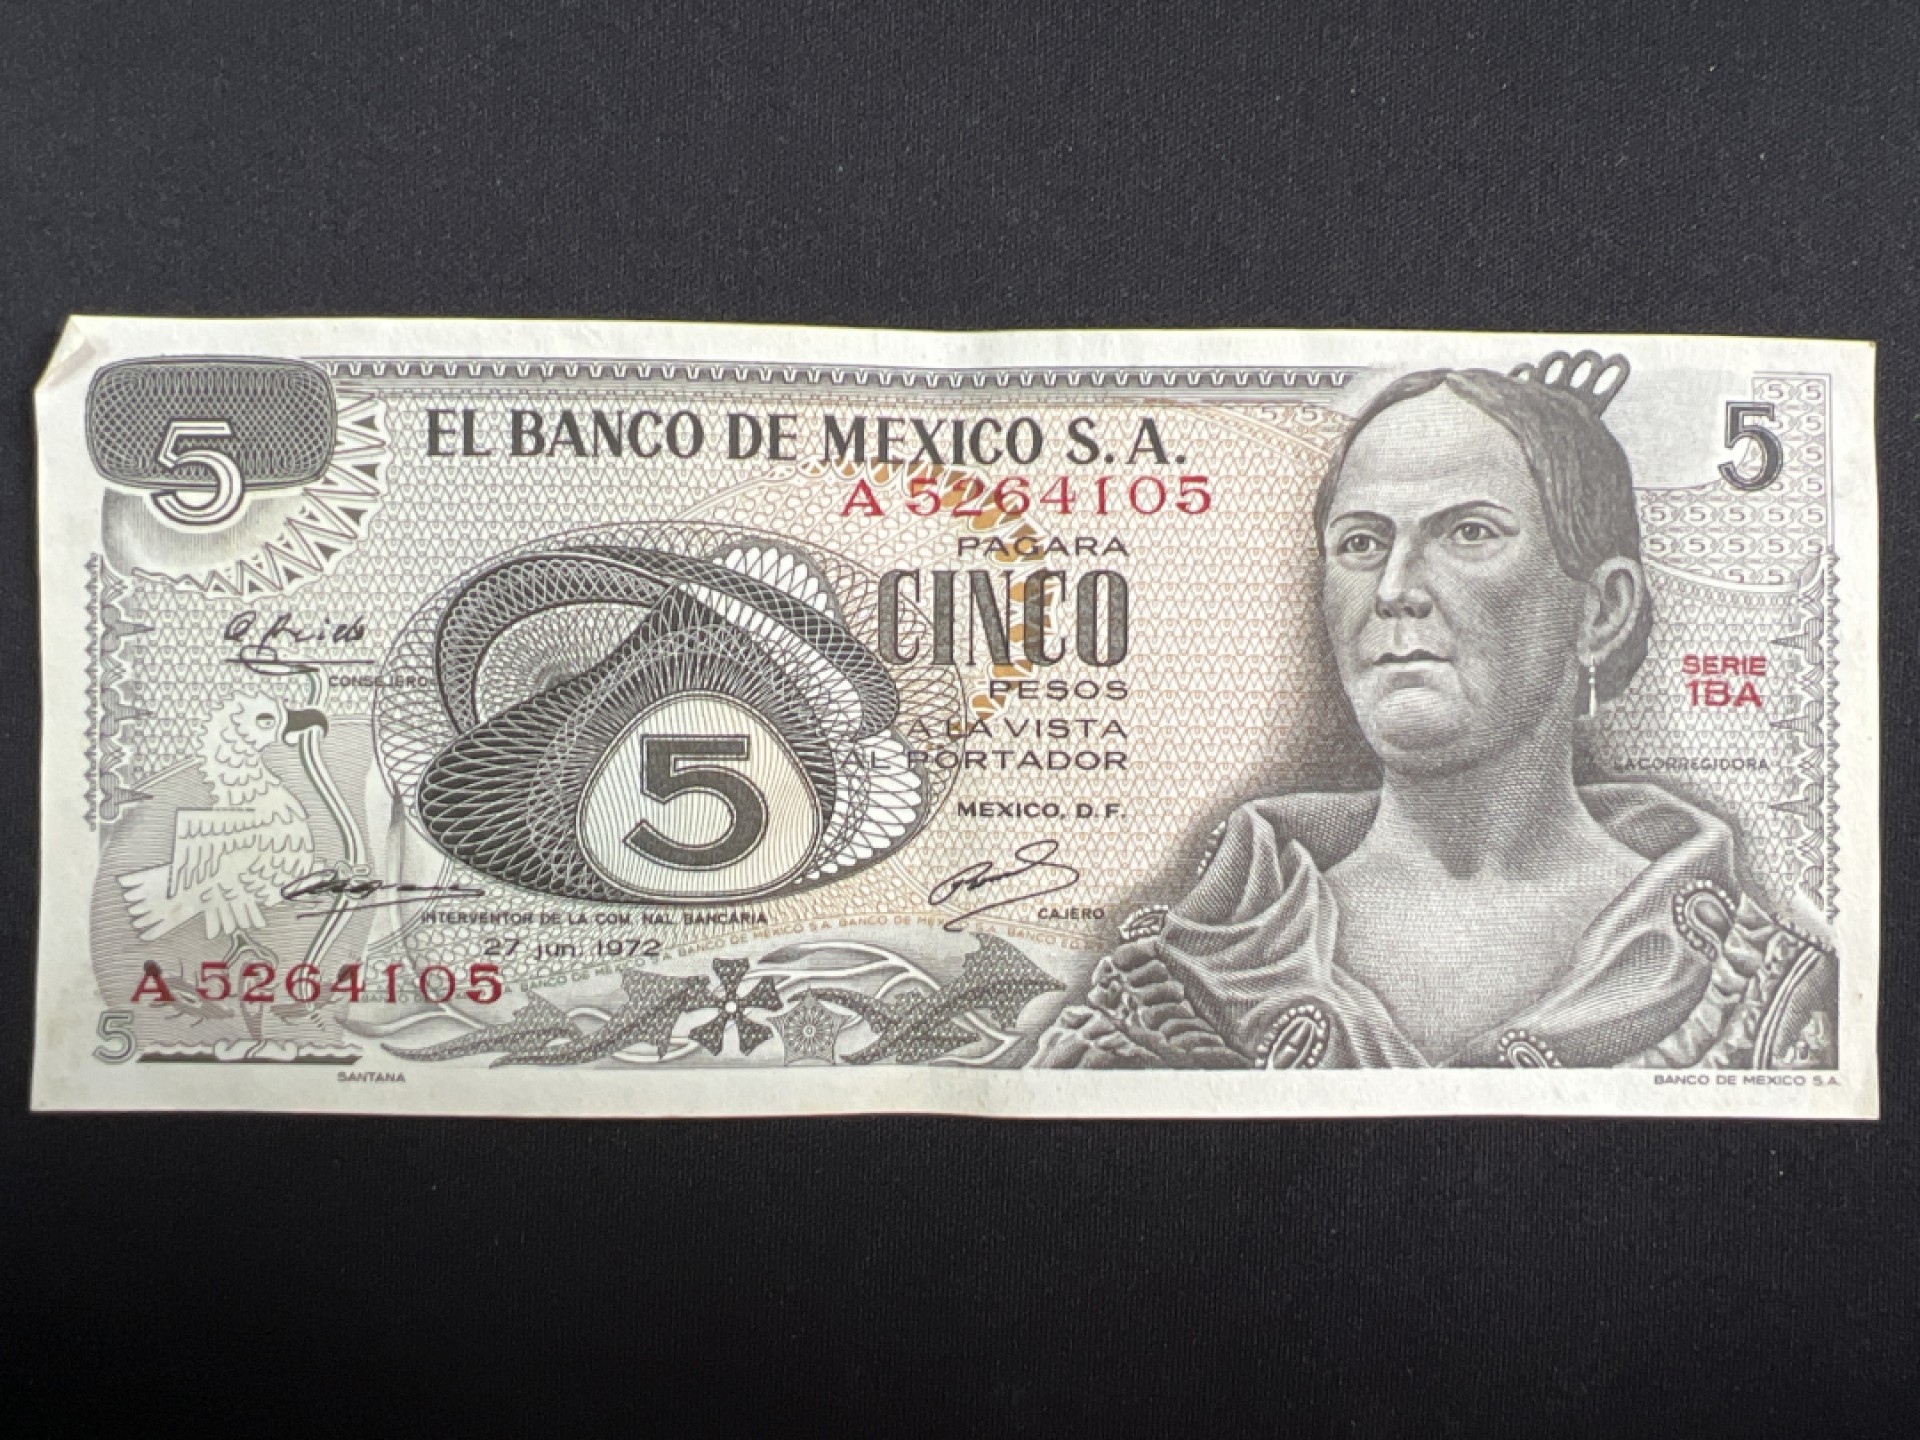 5
EL BANCO DE MEXICO S. A.
5
A 5264105
PAGARA
CINCO
PESOS
A LA VISTA
AL PORTADOR
MEXICO, D. F.
CONSEJERO
SERIE
1BA
LA CORREGIDORA
5
CAJERO
INTERVENTOR DE LA COM. NAL. BANCARIA
27 jun. 1972
A 5264105
5
SANTANA
BANCO DE MEXICO S.A.